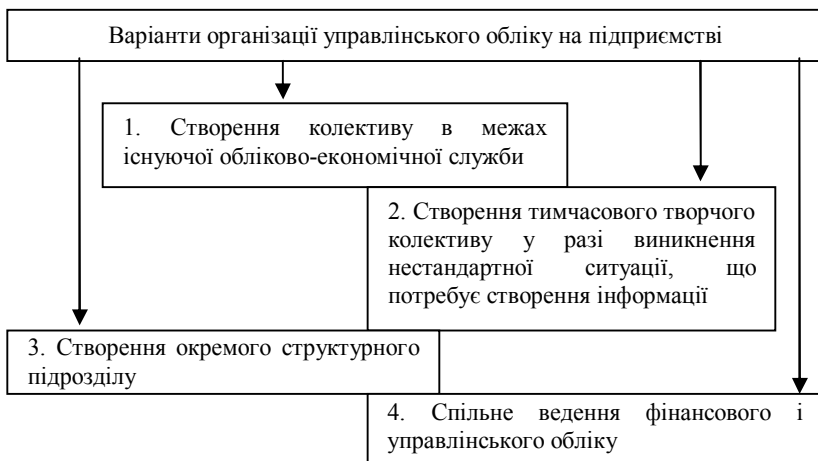 Варіанти організації управлінського обліку на підприємстві
1. Створення колективу в межах
існуючої обліково-економічної служби
2. Створення тимчасового творчого
колективу у разі виникнення
нестандартної ситуації, що
потребує створення інформації
3. Створення окремого структурного
підрозділу
4. Спільне ведення фінансового і
управлінського обліку